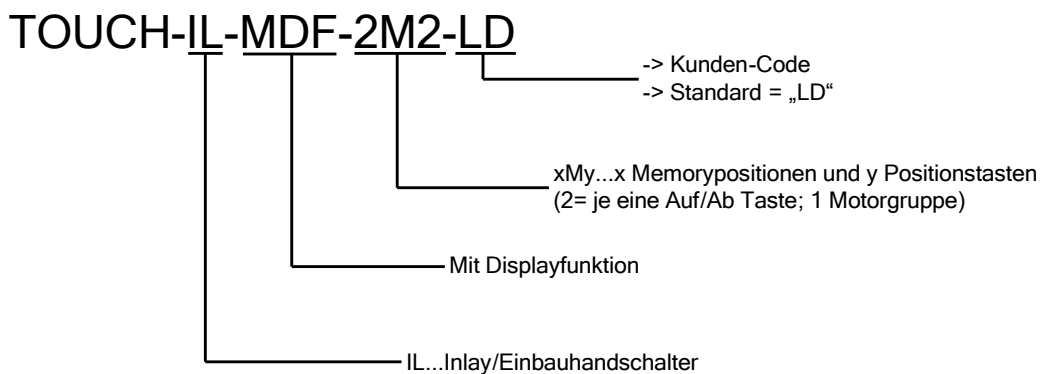 TOUCH-IL-MDF-2M2-LD
-> Kunden-Code
-> Standard = „LD“
xMy...x Memorypositionen und y Positionstasten
(2= je eine Auf/Ab Taste; 1 Motorgruppe)
Mit Displayfunktion
IL...Inlay/Einbauhandschalter